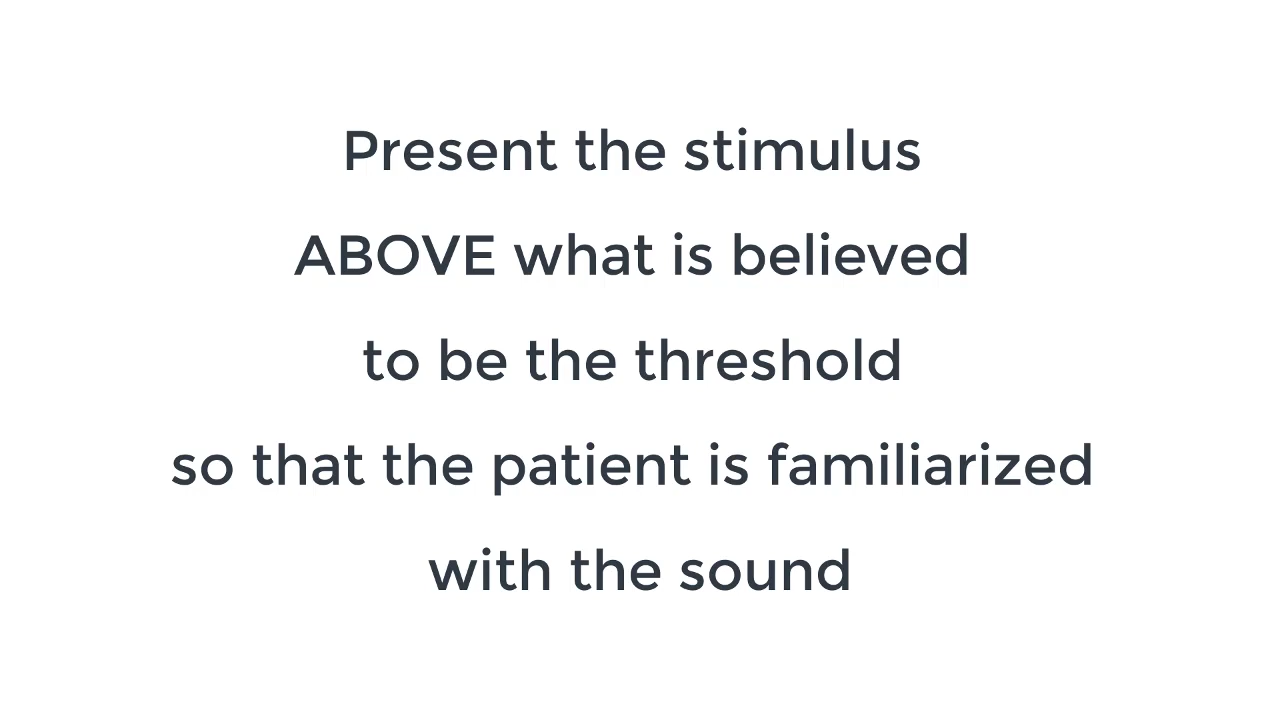 Present the stimulus
ABOVE what is believed
to be the threshold
so that the patient is familiarized
with the sound